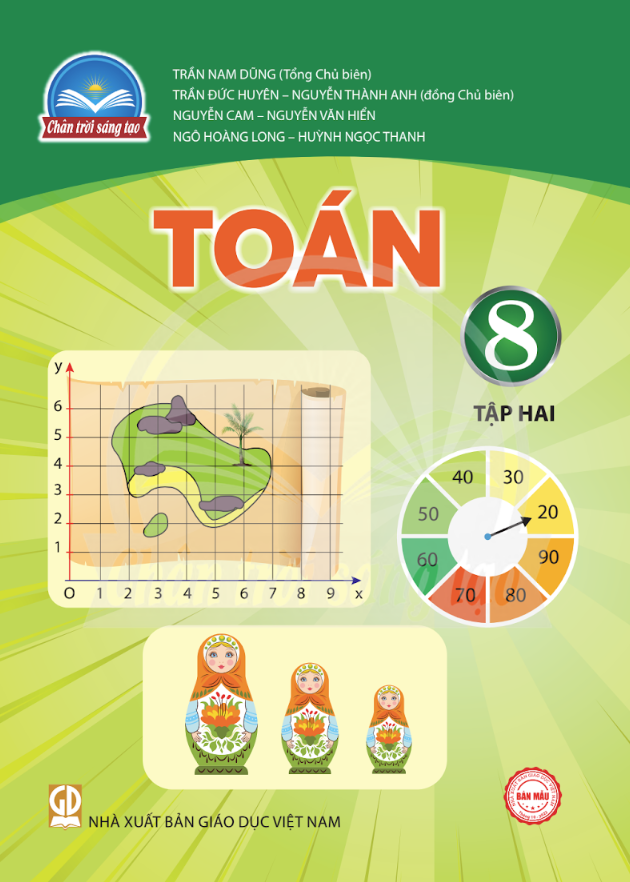 TRẦN NAM DŨNG (Tổng Chủ biên)
TRẦN ĐỨC HUYÊN – NGUYỄN THÀNH ANH (đồng Chủ biên)
NGUYỄN CAM – NGUYỄN VĂN HIỂN
NGÔ HOÀNG LONG – HUỲNH NGỌC THANH
Chân trời sáng tạo
TOÁN
8
TẬP HAI
y
6
5
4
3
2
1
O 1 2 3 4 5 6 7 8 9 x
40 30
50 20
60 90
70 80
BẢN MẪU
GD
NHÀ XUẤT BẢN GIÁO DỤC VIỆT NAM